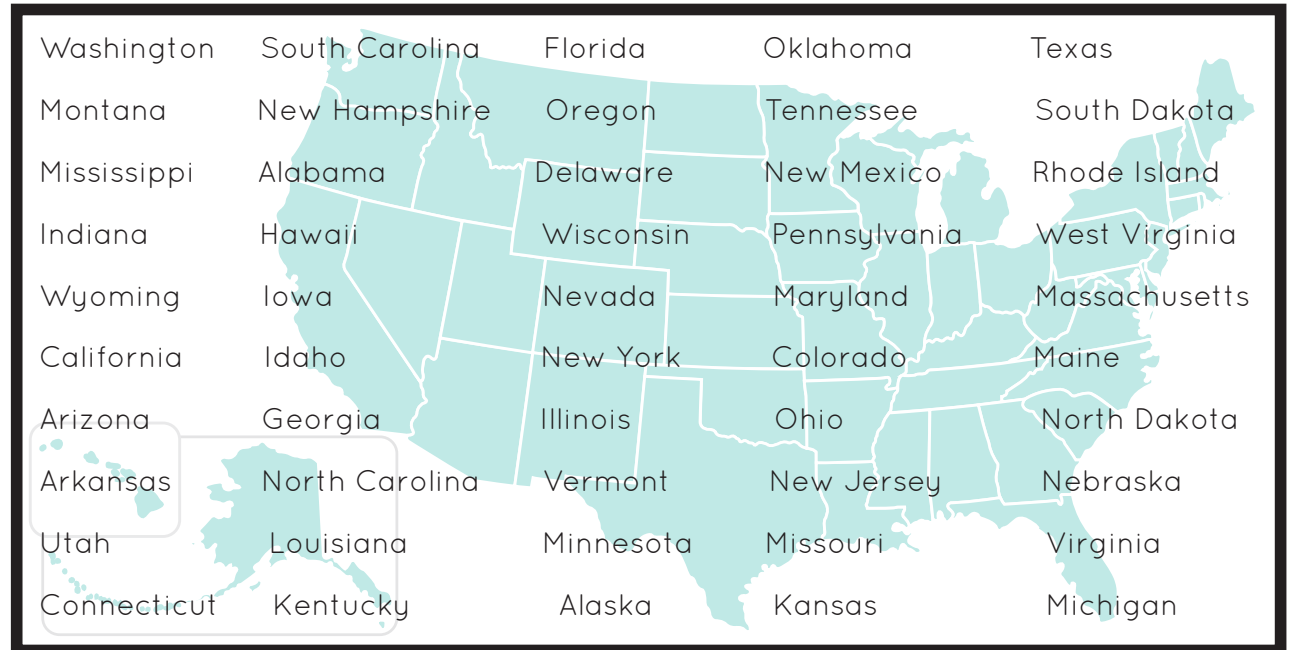 Washington South Carolina Florida Oklahoma Texas
Montana New Hampshire Oregon Tennessee South Dakota
Mississippi Alabama Delaware New Mexico Rhode Island
Indiana Hawaii Wisconsin Pennsylvania West Virginia
Wyoming Iowa Nevada Maryland Massachusetts
California Idaho New York Colorado Maine
Arizona Georgia Illinois Ohio North Dakota
Arkansas North Carolina Vermont New Jersey Nebraska
Utah Louisiana Minnesota Missouri Virginia
Connecticut Kentucky Alaska Kansas Michigan